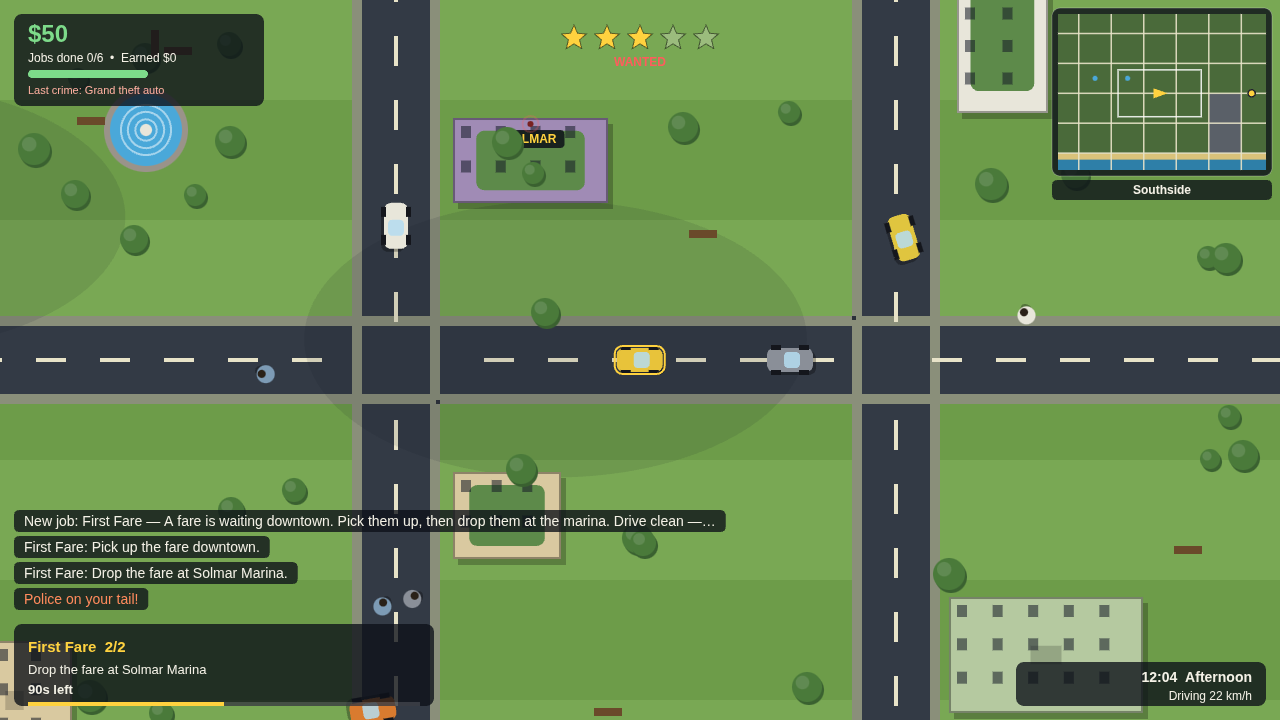 $50
Jobs done 0/6 • Earned $0
Last crime: Grand theft auto
WANTED
LMAR
Southside
New job: First Fare — A fare is waiting downtown. Pick them up, then drop them at the marina. Drive clean —…
First Fare: Pick up the fare downtown.
First Fare: Drop the fare at Solmar Marina.
Police on your tail!
First Fare 2/2
Drop the fare at Solmar Marina
90s left
12:04 Afternoon
Driving 22 km/h